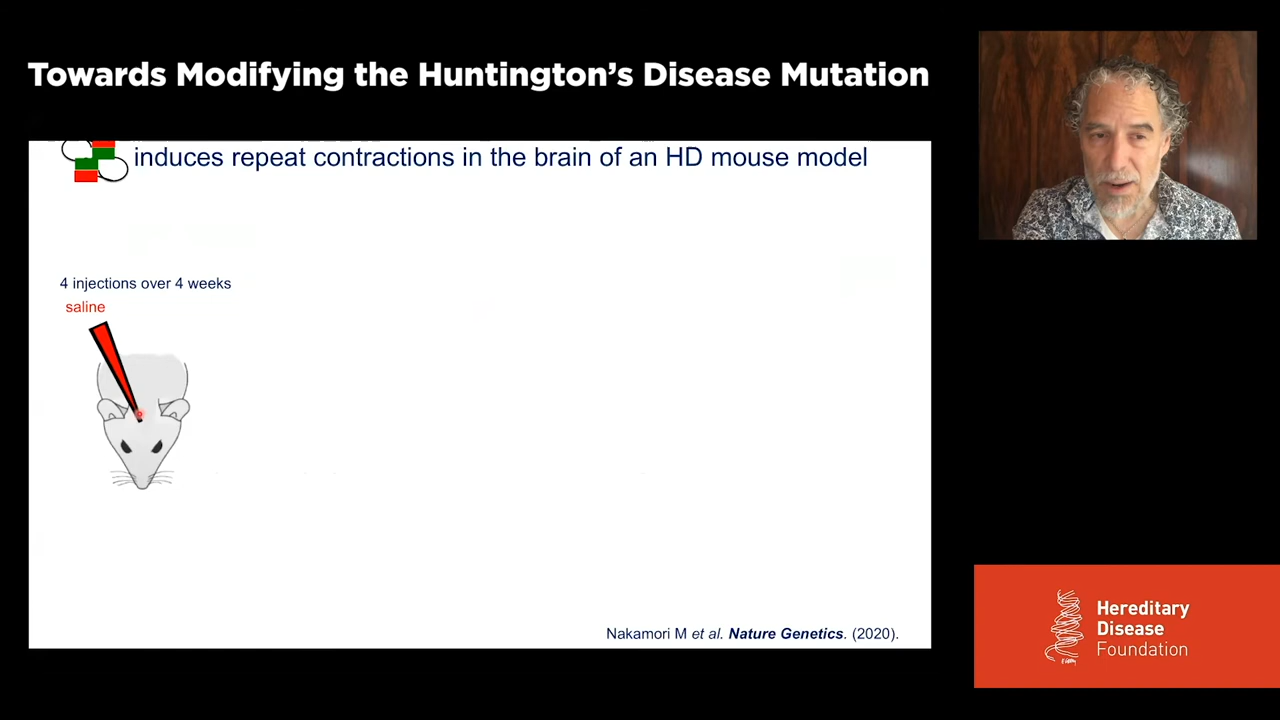 Towards Modifying the Huntington's Disease Mutation
induces repeat contractions in the brain of an HD mouse model
4 injections over 4 weeks
saline
Nakamori M et al. Nature Genetics. (2020).
Hereditary
Disease
Foundation